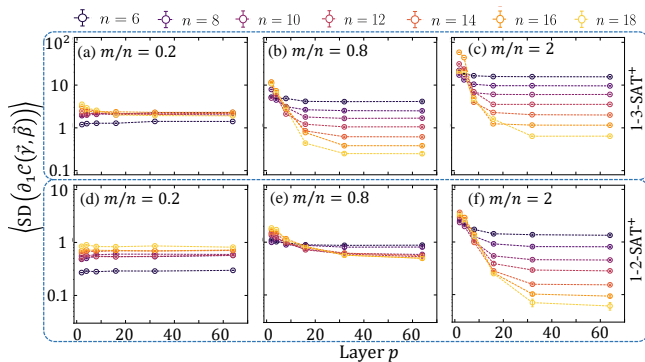 n = 6 n = 8 n = 10 n = 12 n = 14 n = 16 n = 18
⟨SD(∂₁C(γ⃗, β⃗))⟩
10² 10 1 0.1
(a) m/n = 0.2
(b) m/n = 0.8
(c) m/n = 2
1-3-SAT⁺
10 1 0.1
(d) m/n = 0.2
(e) m/n = 0.8
(f) m/n = 2
1-2-SAT⁺
0 20 40 60 0 20 40 60 0 20 40 60
Layer p